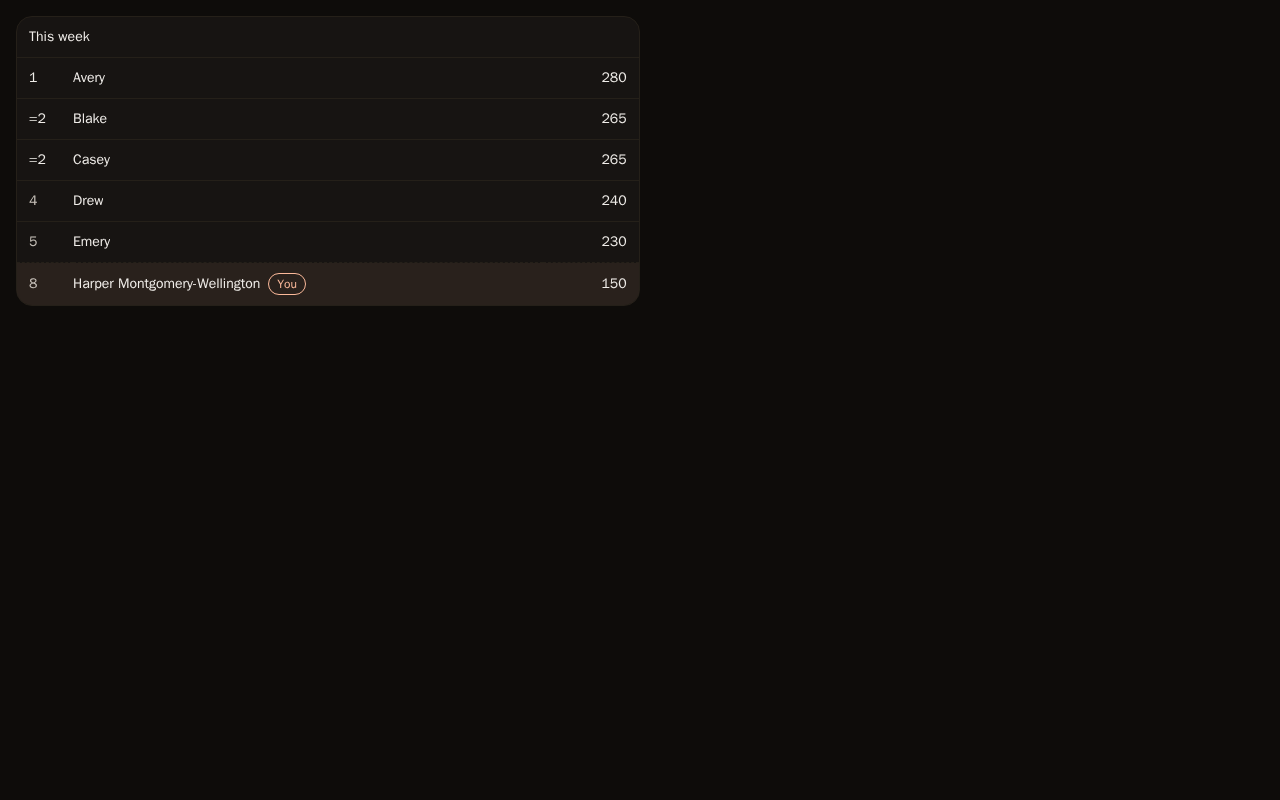 This week
1 Avery 280
=2 Blake 265
=2 Casey 265
4 Drew 240
5 Emery 230
8 Harper Montgomery-Wellington You 150